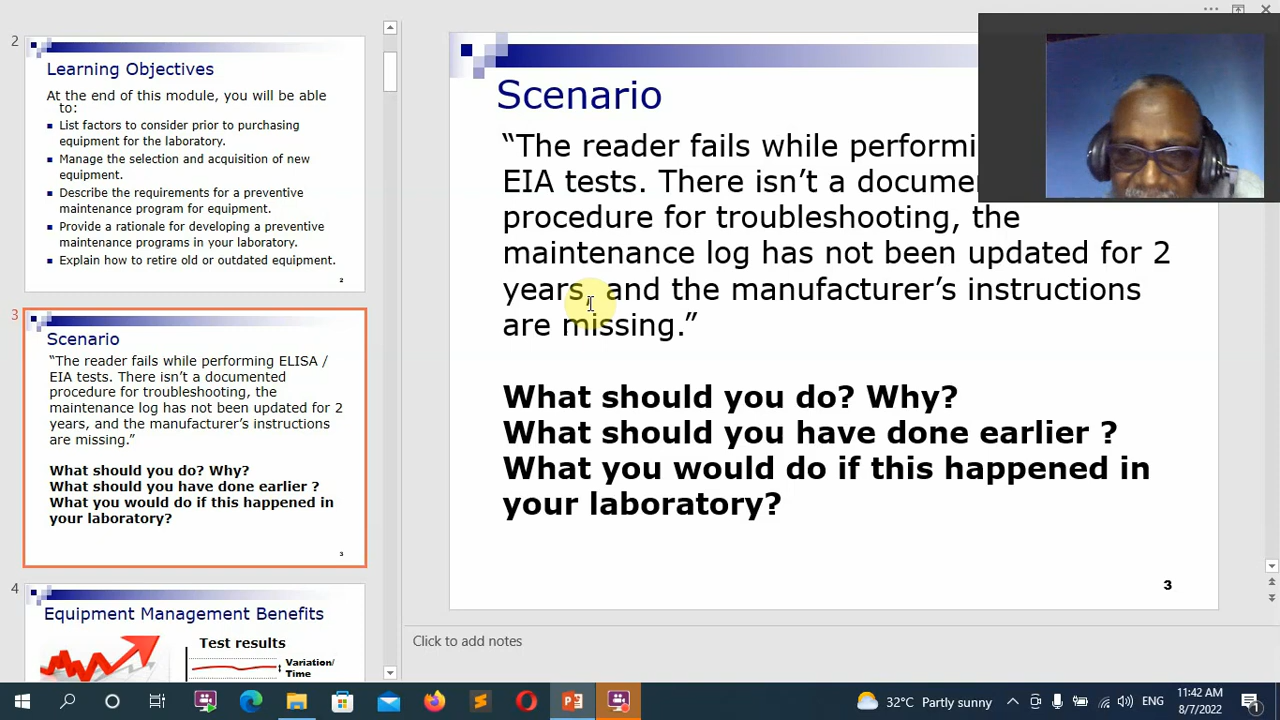 2
Learning Objectives
At the end of this module, you will be able
to:
List factors to consider prior to purchasing
equipment for the laboratory.
Manage the selection and acquisition of new
equipment.
Describe the requirements for a preventive
maintenance program for equipment.
Provide a rationale for developing a preventive
maintenance programs in your laboratory.
Explain how to retire old or outdated equipment.
2
3
Scenario
“The reader fails while performing ELISA /
EIA tests. There isn’t a documented
procedure for troubleshooting, the
maintenance log has not been updated for 2
years, and the manufacturer’s instructions
are missing.”
What should you do? Why?
What should you have done earlier ?
What you would do if this happened in
your laboratory?
3
4
Equipment Management Benefits
Test results
Variation/
Time
Scenario
“The reader fails while performi
EIA tests. There isn’t a documen
procedure for troubleshooting, the
maintenance log has not been updated for 2
years, and the manufacturer’s instructions
are missing.”
What should you do? Why?
What should you have done earlier ?
What you would do if this happened in
your laboratory?
3
Click to add notes
32°C Partly sunny
ENG
11:42 AM
8/7/2022
1